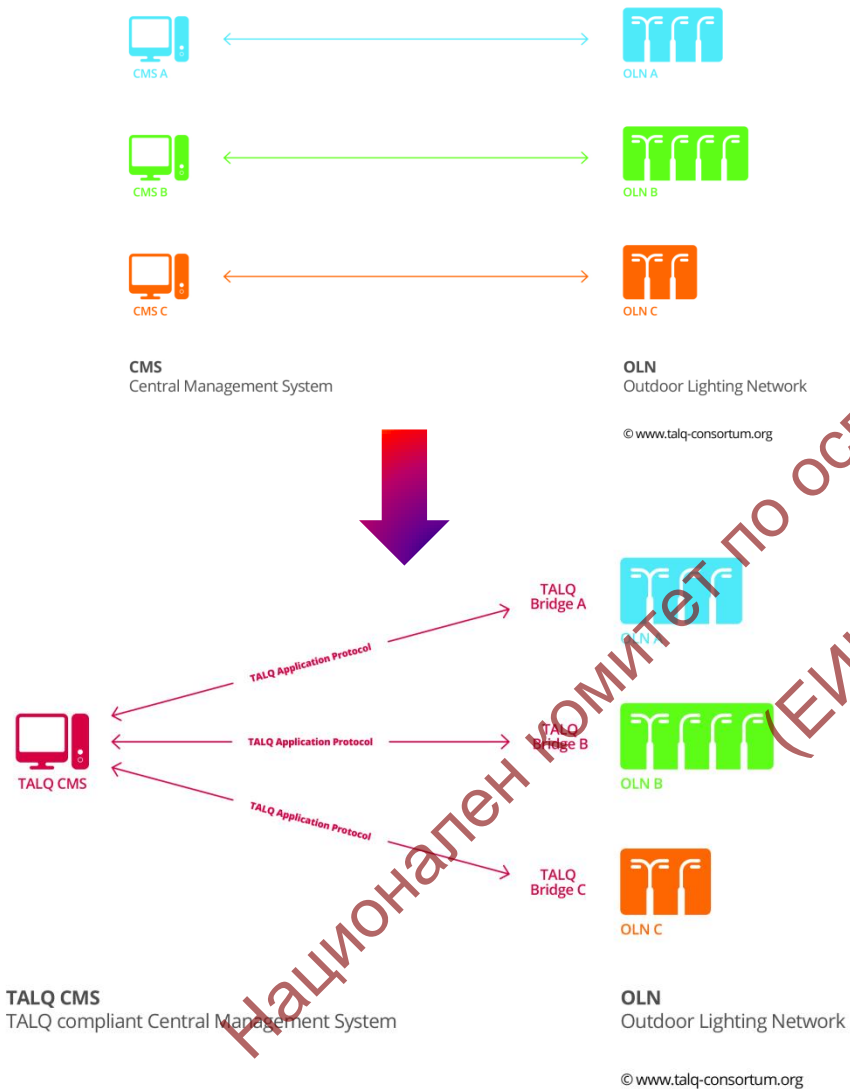 CMS A
OLN A
CMS B
OLN B
CMS C
OLN C
CMS
Central Management System
OLN
Outdoor Lighting Network
© www.talq-consortum.org
TALQ
Bridge A
OLN A
TALQ Application Protocol
TALQ Application Protocol
TALQ
Bridge B
TALQ CMS
OLN B
TALQ Application Protocol
TALQ
Bridge C
OLN C
TALQ CMS
TALQ compliant Central Management System
OLN
Outdoor Lighting Network
© www.talq-consortum.org
Национален комитет по